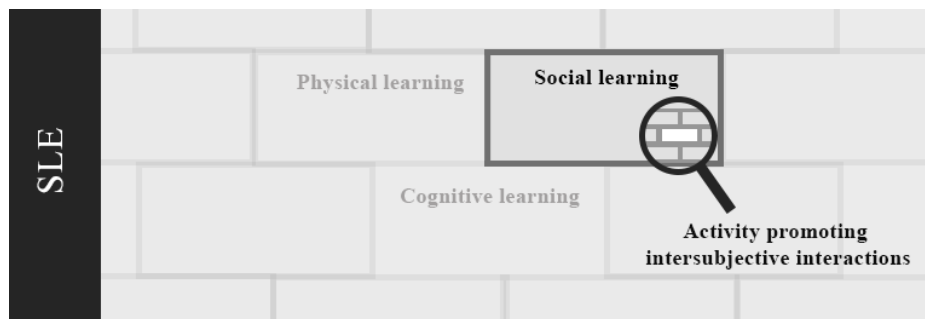 SLE
Physical learning
Social learning
Cognitive learning
Activity promoting
intersubjective interactions